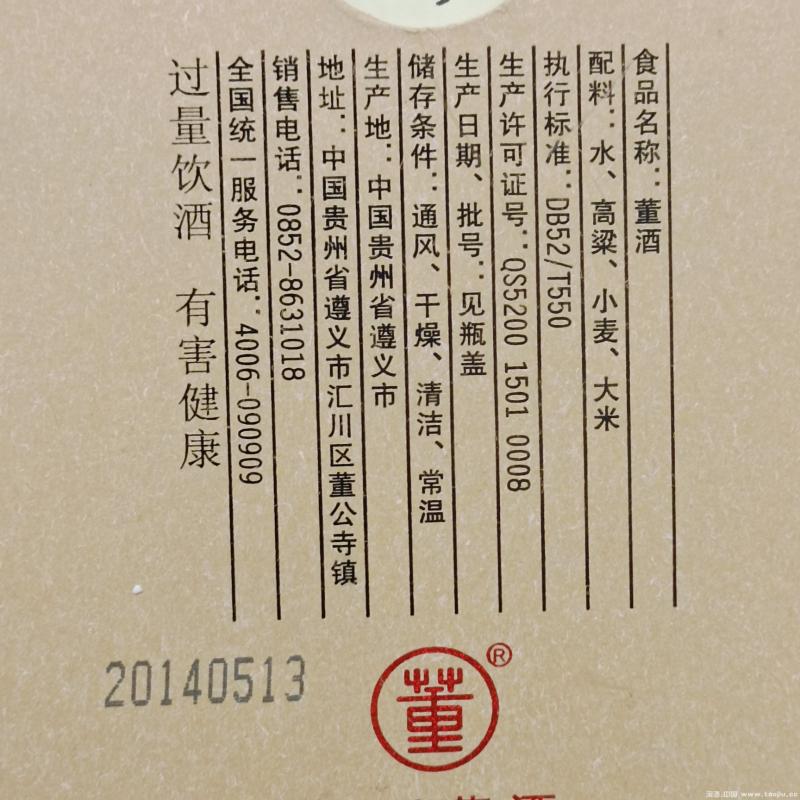 食品名称：董酒
配料：水、高粱、小麦、大米
执行标准：DB52/T550
生产许可证号：QS5200 1501 0008
生产日期、批号：见瓶盖
储存条件：通风、干燥、清洁、常温
生产地：中国贵州省遵义市
地址：中国贵州省遵义市汇川区董公寺镇
销售电话：0852-8631018
全国统一服务电话：4006-090909
过量饮酒 有害健康
20140513
董®